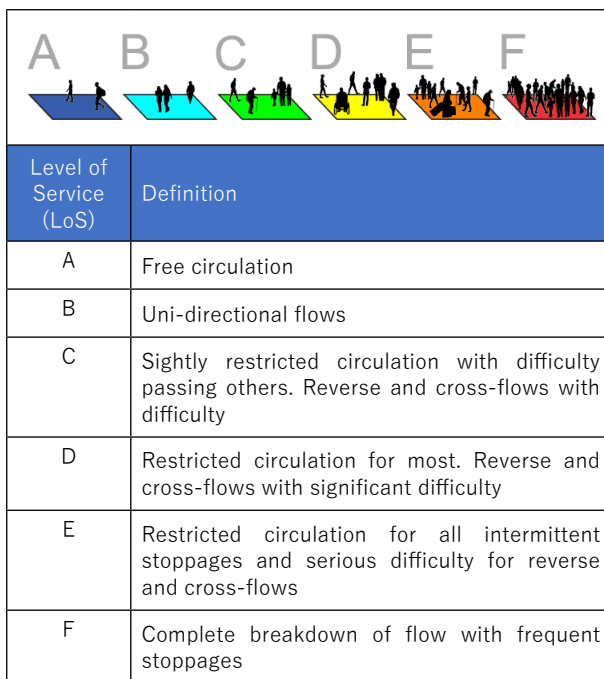 A B C D E F
Level of
Service
(LoS)
Definition
A
Free circulation
B
Uni-directional flows
C
Sightly restricted circulation with difficulty
passing others. Reverse and cross-flows with
difficulty
D
Restricted circulation for most. Reverse and
cross-flows with significant difficulty
E
Restricted circulation for all intermittent
stoppages and serious difficulty for reverse
and cross-flows
F
Complete breakdown of flow with frequent
stoppages